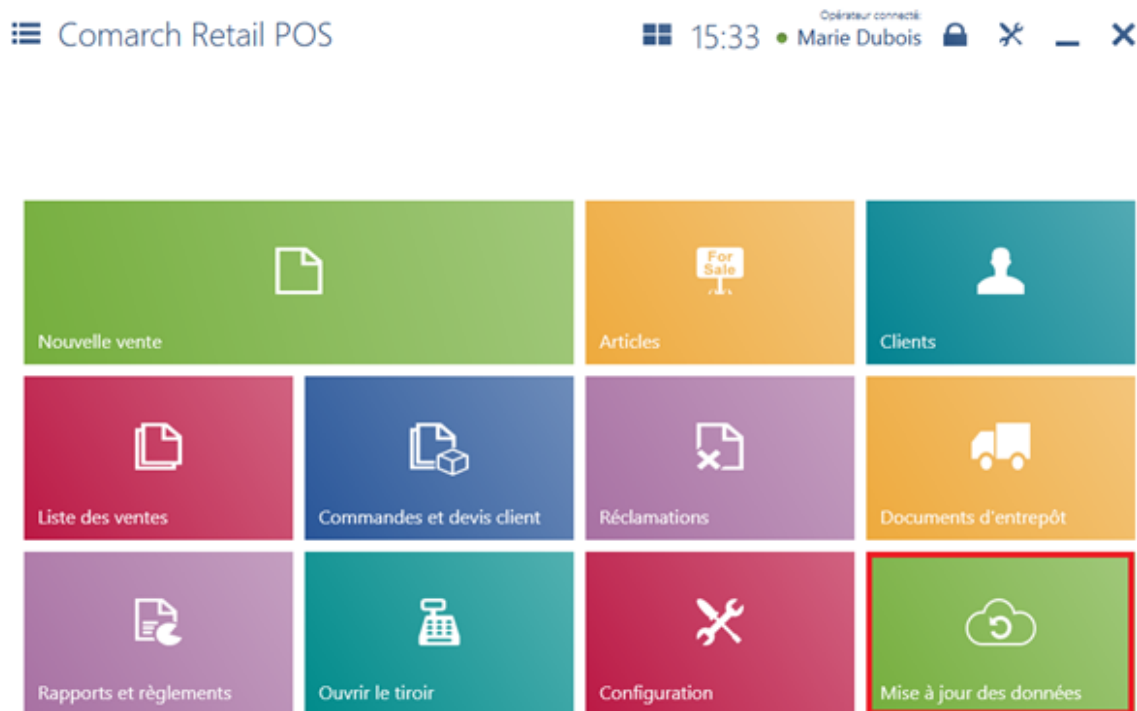 Comarch Retail POS
15:33
Opérateur connecté:
Marie Dubois
Nouvelle vente
For
Sale
Articles
Clients
Liste des ventes
Commandes et devis client
Réclamations
Documents d'entrepôt
Rapports et règlements
Ouvrir le tiroir
Configuration
Mise à jour des données